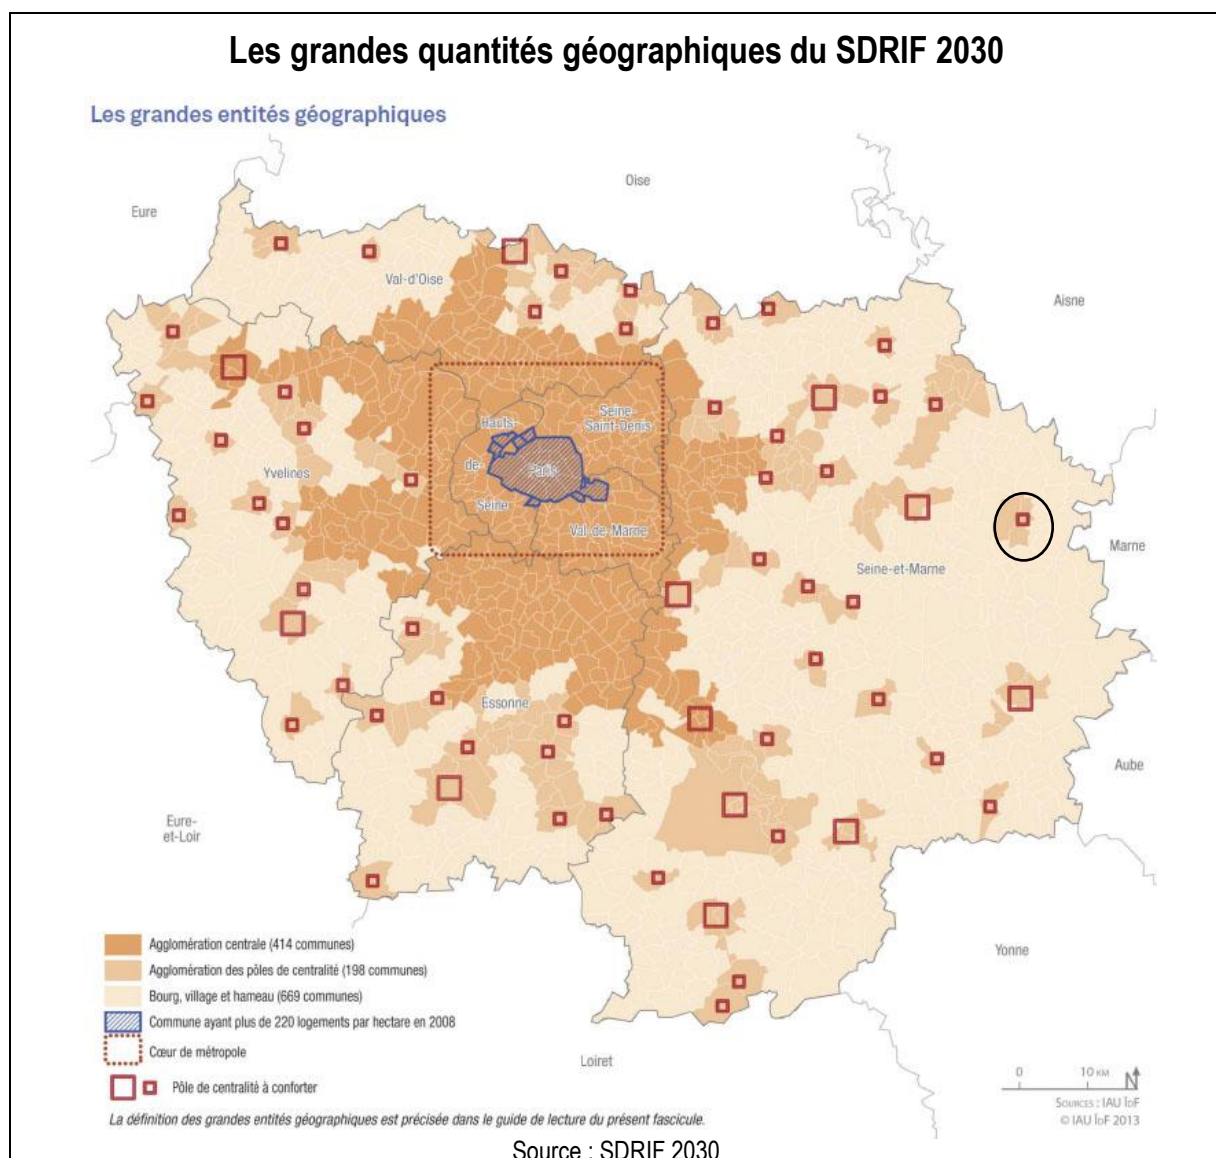 Les grandes quantités géographiques du SDRIF 2030
Les grandes entités géographiques
Oise
Eure
Val-d'Oise
Aisne
Hauts-
Seine
Saint-Denis
Yvelines
de-
Paris
Seine
Val-de-Marne
Marne
Seine-et-Marne
Essonne
Aube
Eure-
et-Loir
Agglomération centrale (414 communes)
Agglomération des pôles de centralité (198 communes)
Yonne
Bourg, village et hameau (669 communes)
Commune ayant plus de 220 logements par hectare en 2008
Cœur de métropole
Loiret
Pôle de centralité à conforter
0 10 KM N
SOURCES : IAU ÎDF
© IAU ÎDF 2013
La définition des grandes entités géographiques est précisée dans le guide de lecture du présent fascicule.
Source : SDRIF 2030